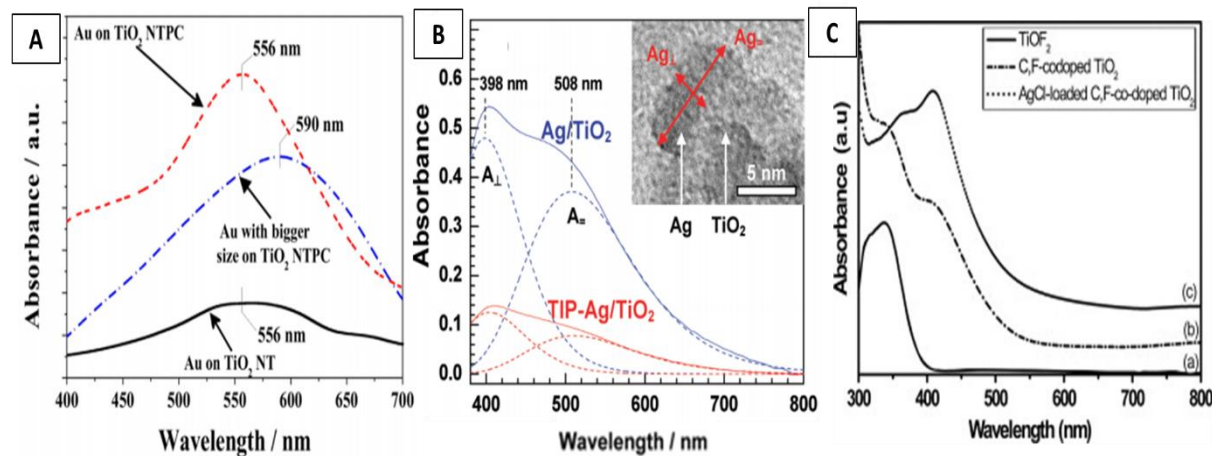 A
Au on TiO₂ NTPC
556 nm
590 nm
Au with bigger
size on TiO₂ NTPC
556 nm
Au on TiO₂ NT
Absorbance / a.u.
400 450 500 550 600 650 700
Wavelength / nm
B
0.6
0.5
0.4
0.3
0.2
0.1
0.0
Absorbance
398 nm
508 nm
Ag/TiO₂
A⊥
A=
TIP-Ag/TiO₂
Ag⊥
Ag=
5 nm
Ag TiO₂
400 500 600 700 800
Wavelength / nm
C
TiOF₂
C,F-codoped TiO₂
AgCl-loaded C,F-co-doped TiO₂
Absorbance (a.u)
(c)
(b)
(a)
300 400 500 600 700 800
Wavelength (nm)